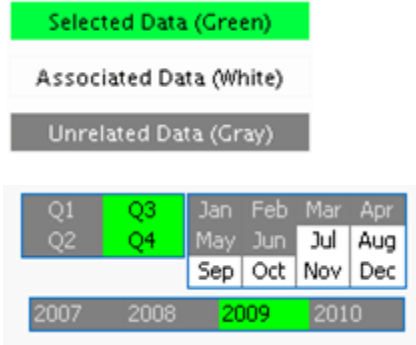 Selected Data (Green)
Associated Data (White)
Unrelated Data (Gray)
Q1 Q3 Jan Feb Mar Apr
Q2 Q4 May Jun Jul Aug
Sep Oct Nov Dec
2007 2008 2009 2010